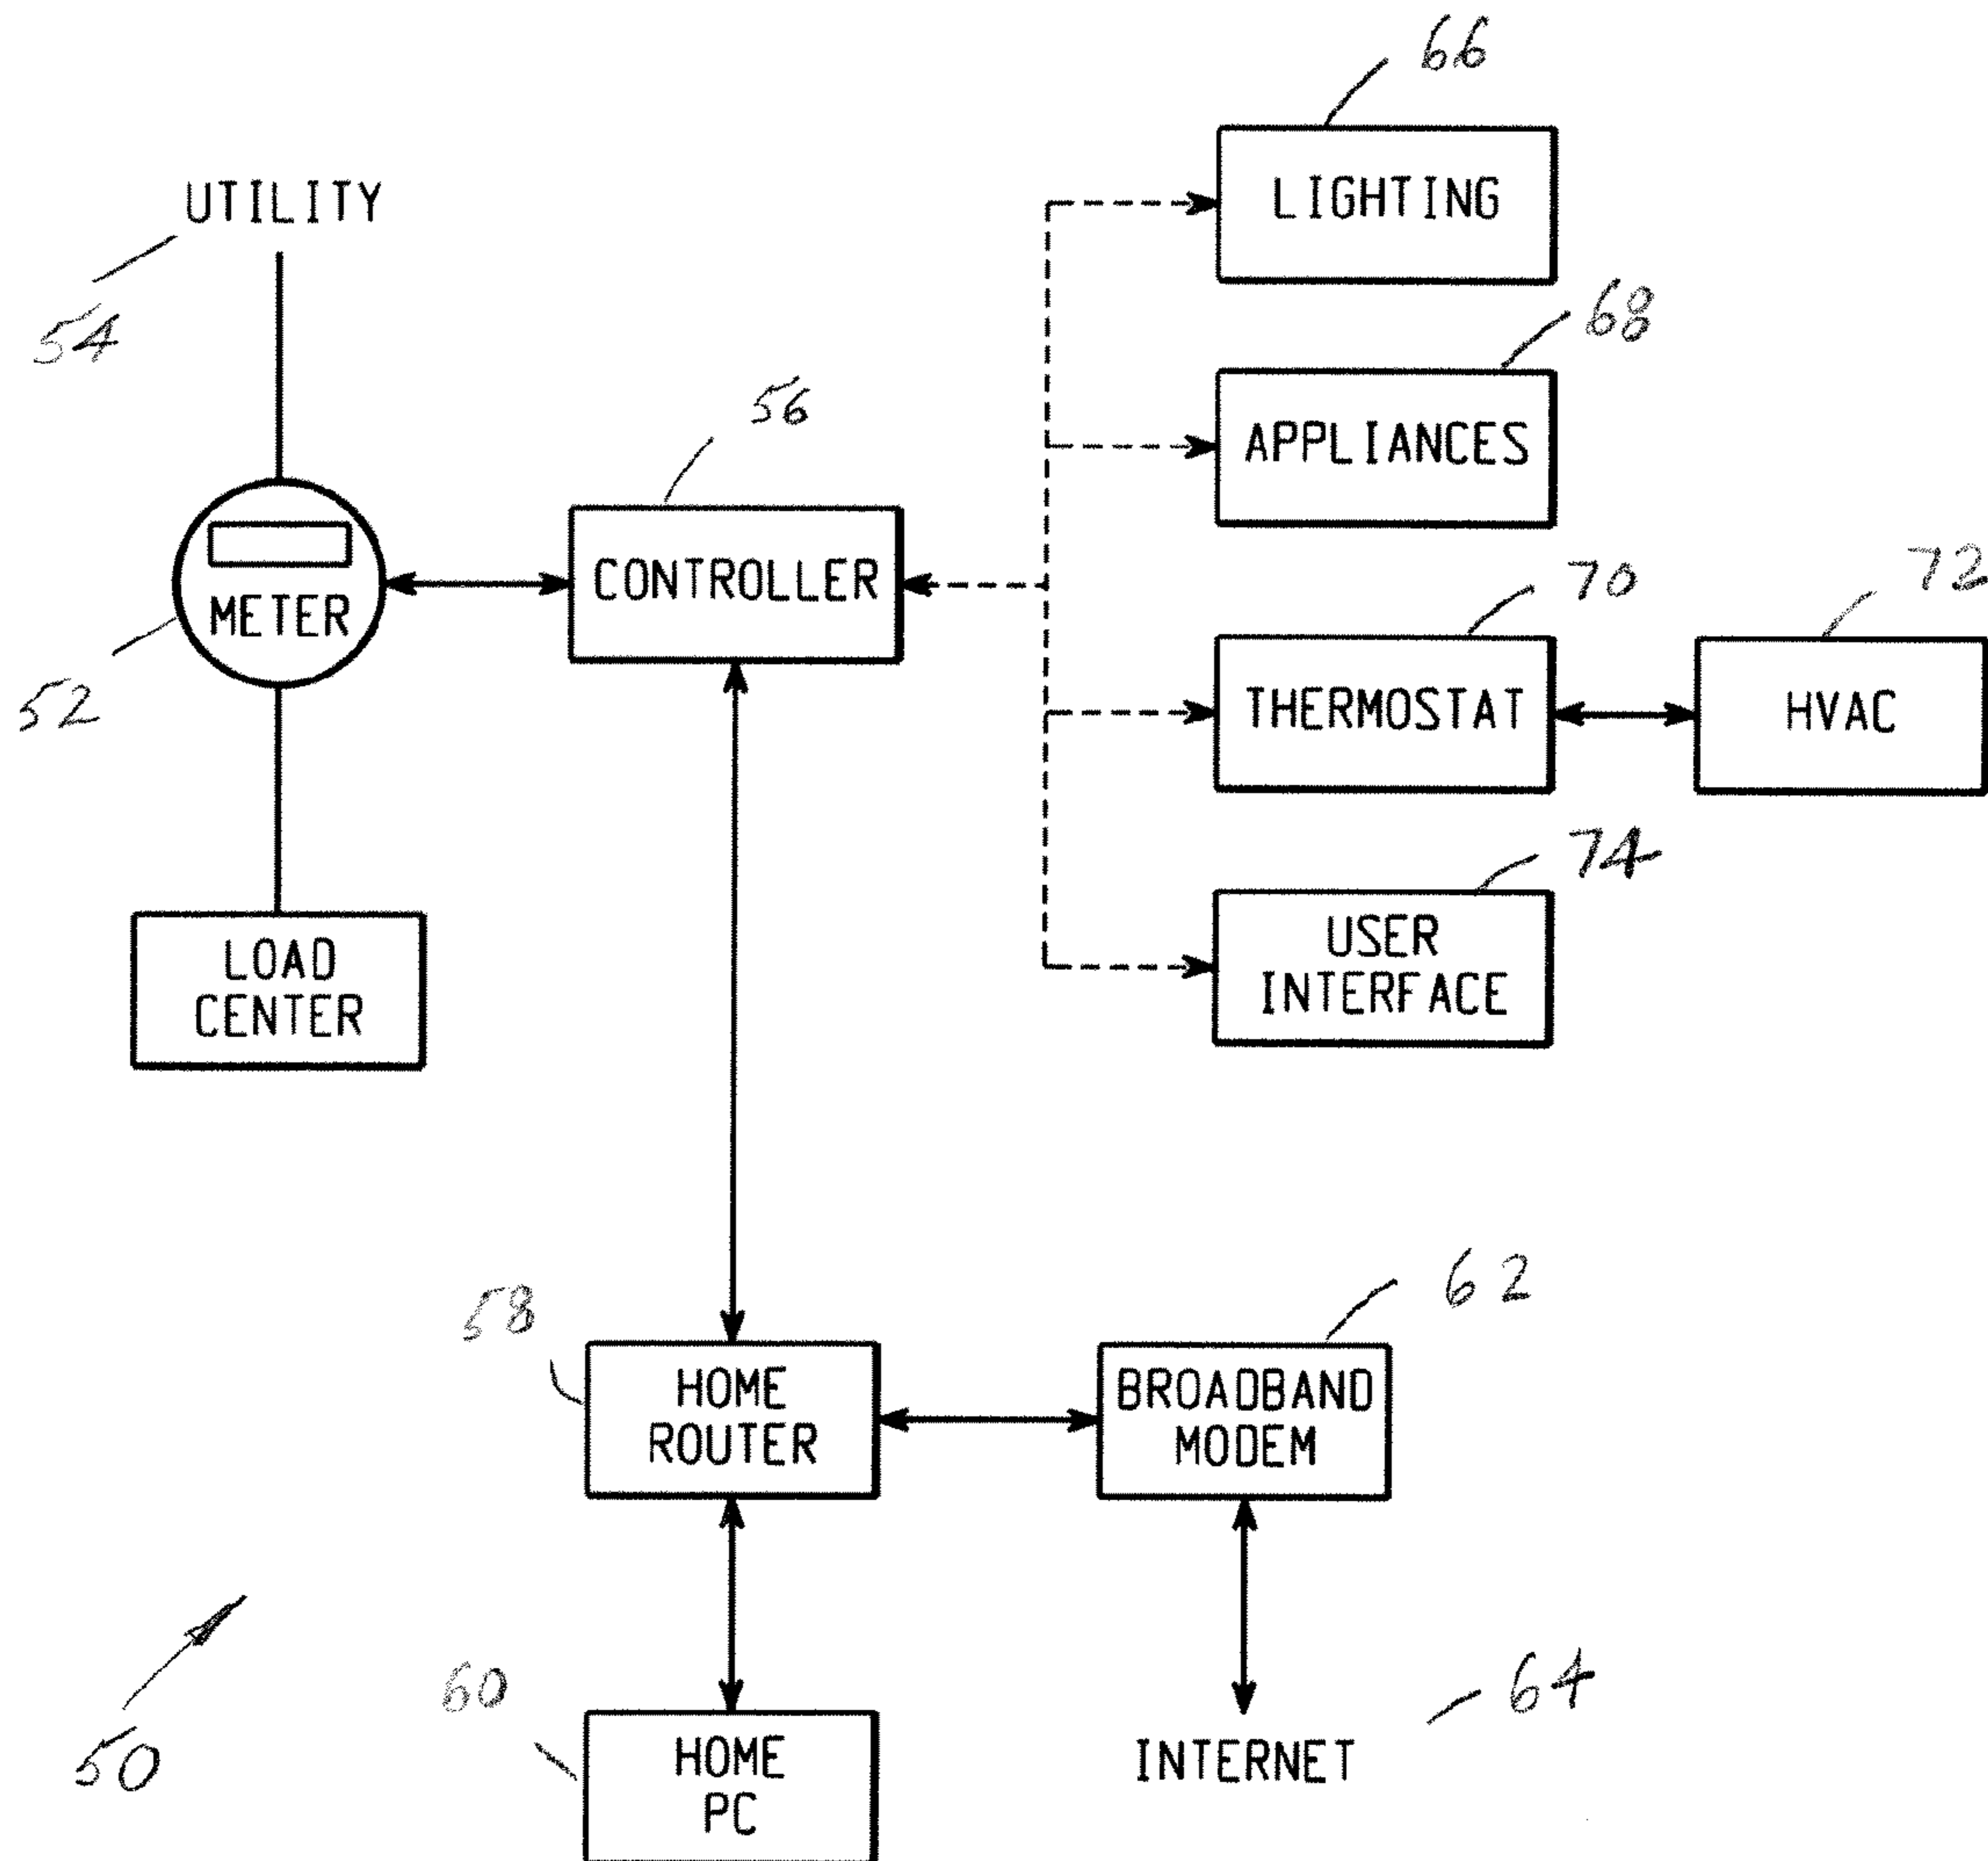 66
LIGHTING
UTILITY
54
68
APPLIANCES
56
CONTROLLER
METER
52
70
THERMOSTAT
72
HVAC
74
USER
INTERFACE
LOAD
CENTER
58
HOME
ROUTER
62
BROADBAND
MODEM
60
HOME
PC
64
INTERNET
50